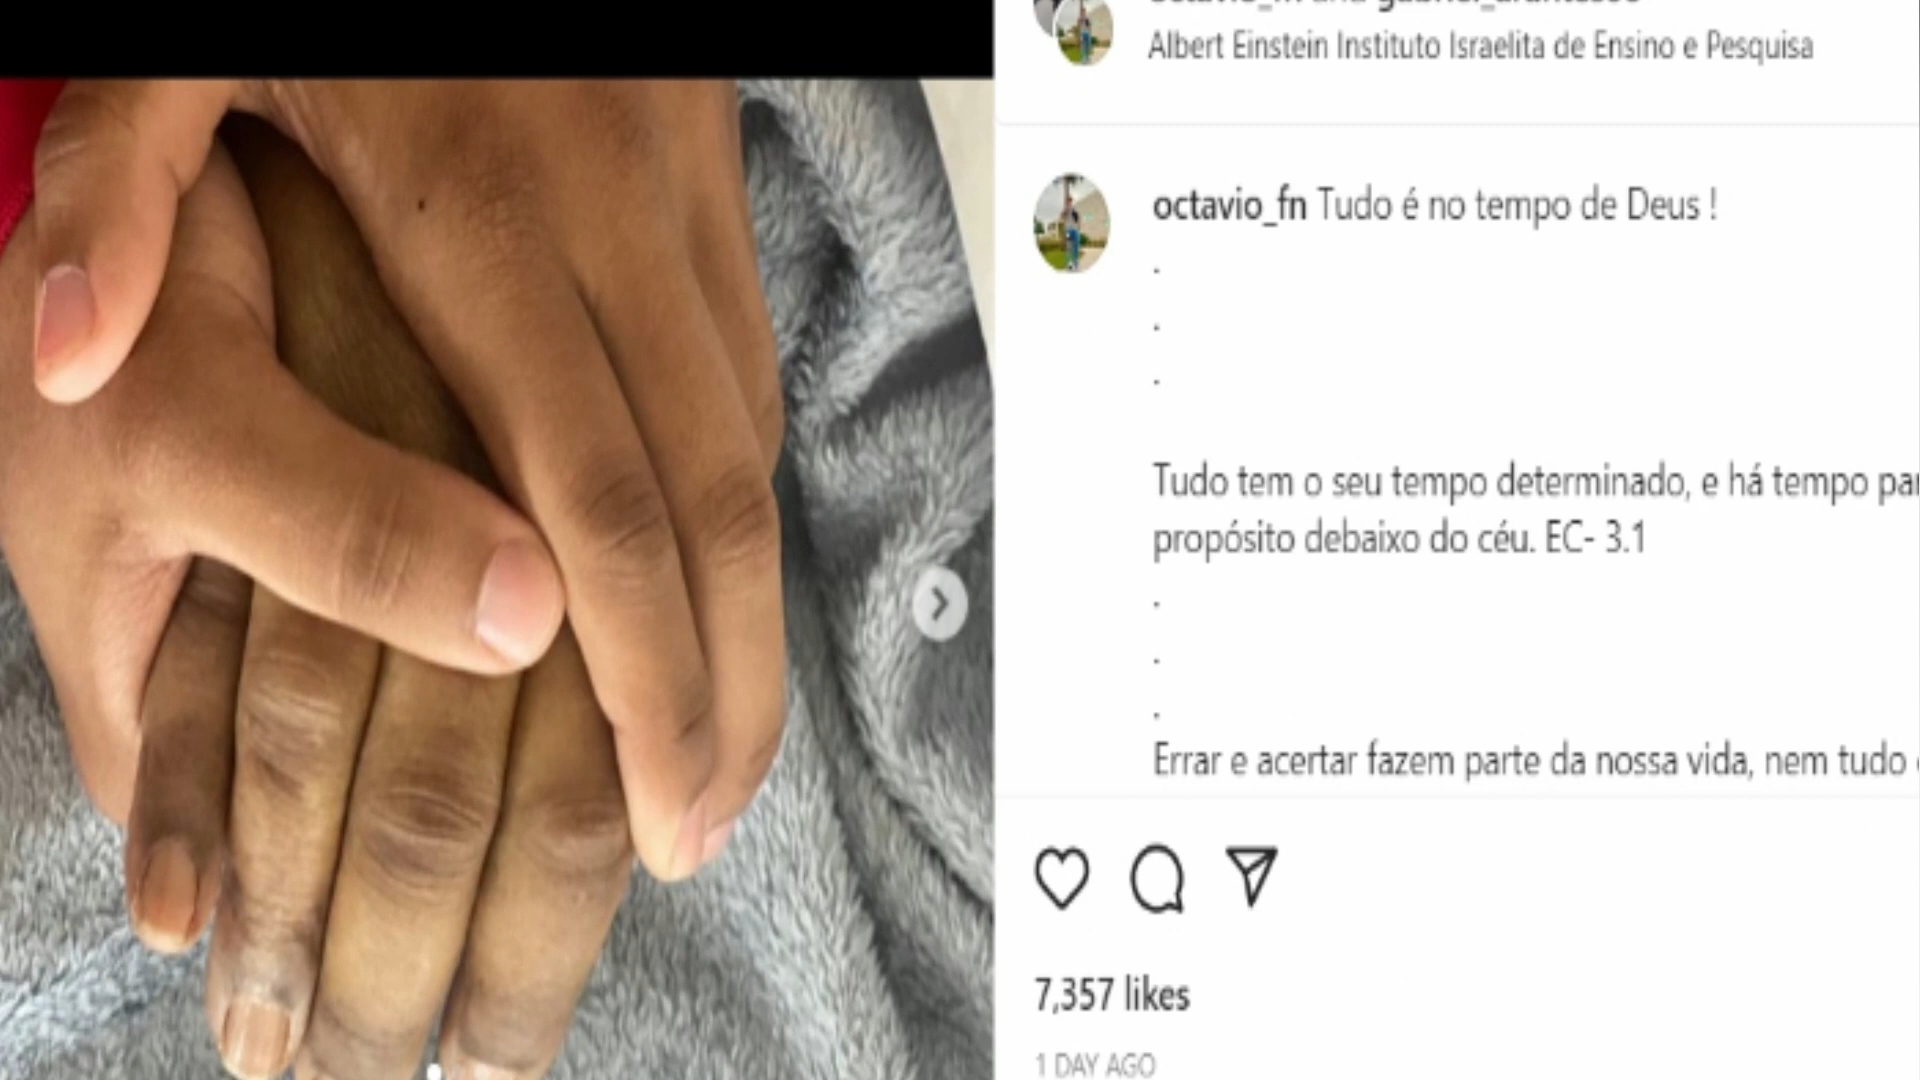 Albert Einstein Instituto Israelita de Ensino e Pesquisa
octavio_fn Tudo é no tempo de Deus !
.
.
.
Tudo tem o seu tempo determinado, e há tempo
propósito debaixo do céu. EC- 3.1
.
.
.
Errar e acertar fazem parte da nossa vida, nem tudo
7,357 likes
1 DAY AGO